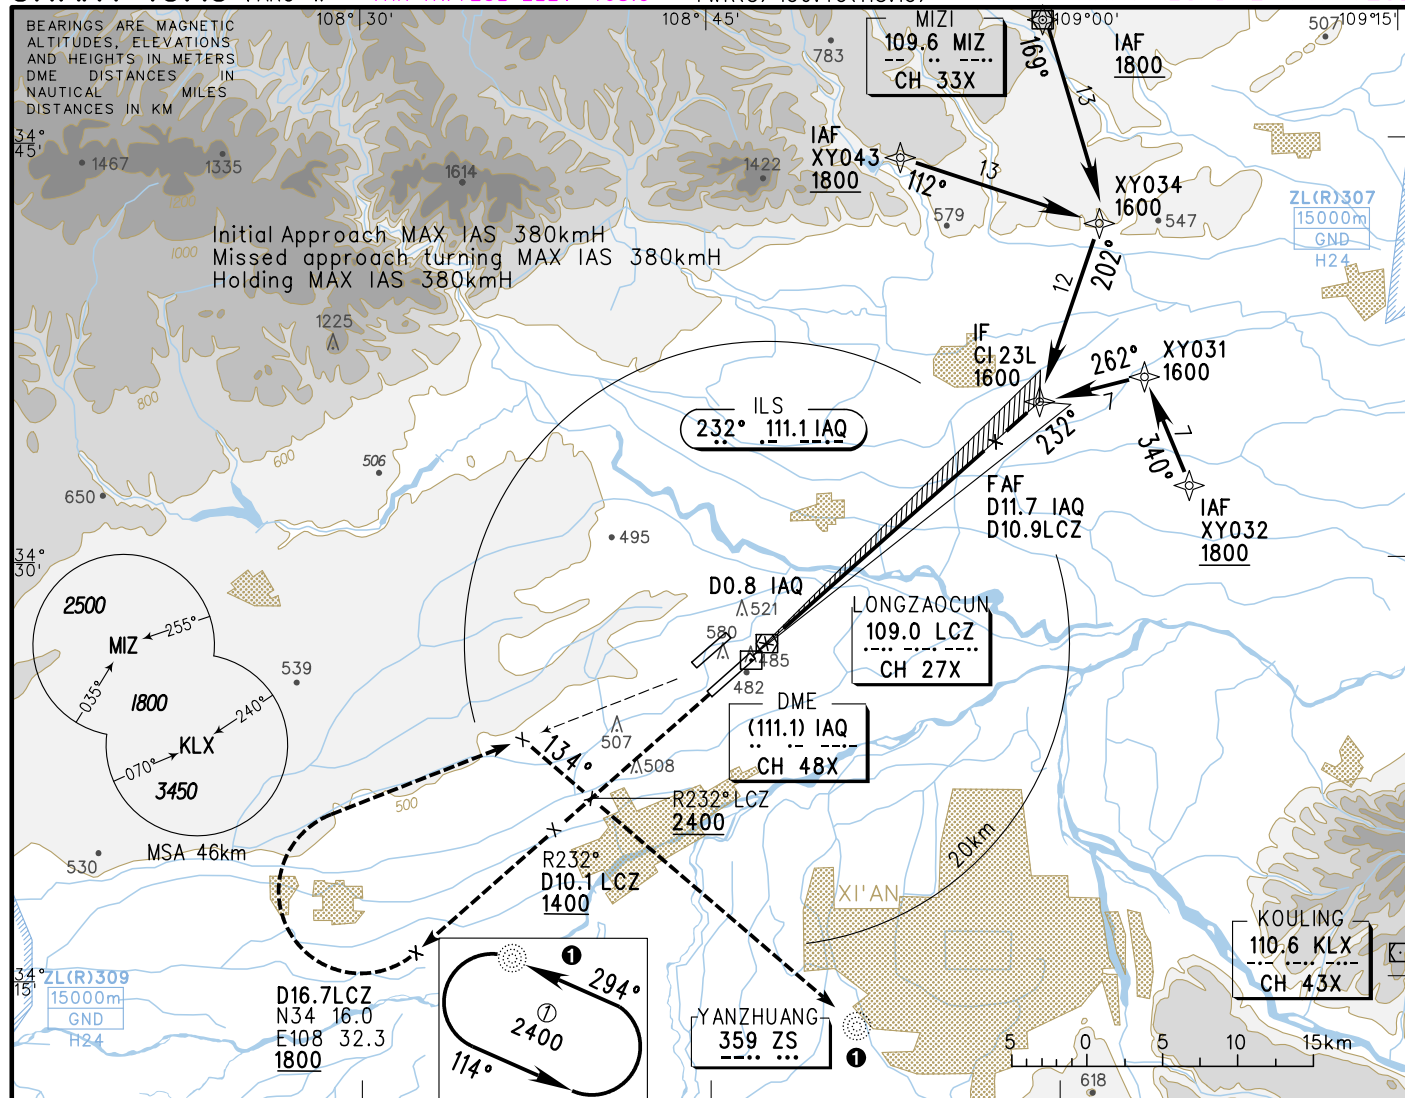 108°30'
108°45'
109°00'
109°15'
BEARINGS ARE MAGNETIC
ALTITUDES, ELEVATIONS
AND HEIGHTS IN METERS
DME DISTANCES IN
NAUTICAL MILES
DISTANCES IN KM
MIZI
109.6 MIZ
CH 33X
783
507
169°
13
IAF
1800
34°
45'
1467
1335
1614
1422
1200
1000
IAF
XY043
1800
112°
13
579
XY034
1600
547
ZL(R)307
15000m
GND
H24
Initial Approach MAX IAS 380kmH
Missed approach turning MAX IAS 380kmH
Holding MAX IAS 380kmH
202°
12
1225
IF
CI23L
1600
262°
7
XY031
1600
800
ILS
232° 111.1 IAQ
232°
7
340°
600
506
650
FAF
D11.7 IAQ
D10.9LCZ
IAF
XY032
1800
495
34°
30'
D0.8 IAQ
521
580
485
482
LONGZAOCUN
109.0 LCZ
CH 27X
2500
MIZ
255°
035°
1800
240°
KLX
070°
3450
MSA 46km
539
DME
(111.1) IAQ
CH 48X
134°
507
508
500
R232°LCZ
2400
530
R232°
D10.1 LCZ
1400
20km
XI'AN
KOULING
110.6 KLX
CH 43X
34°
15'
ZL(R)309
15000m
GND
H24
D16.7LCZ
N34 16.0
E108 32.3
1800
1
294°
1
2400
114°
YANZHUANG
359 ZS
1
5 0 5 10 15km
618